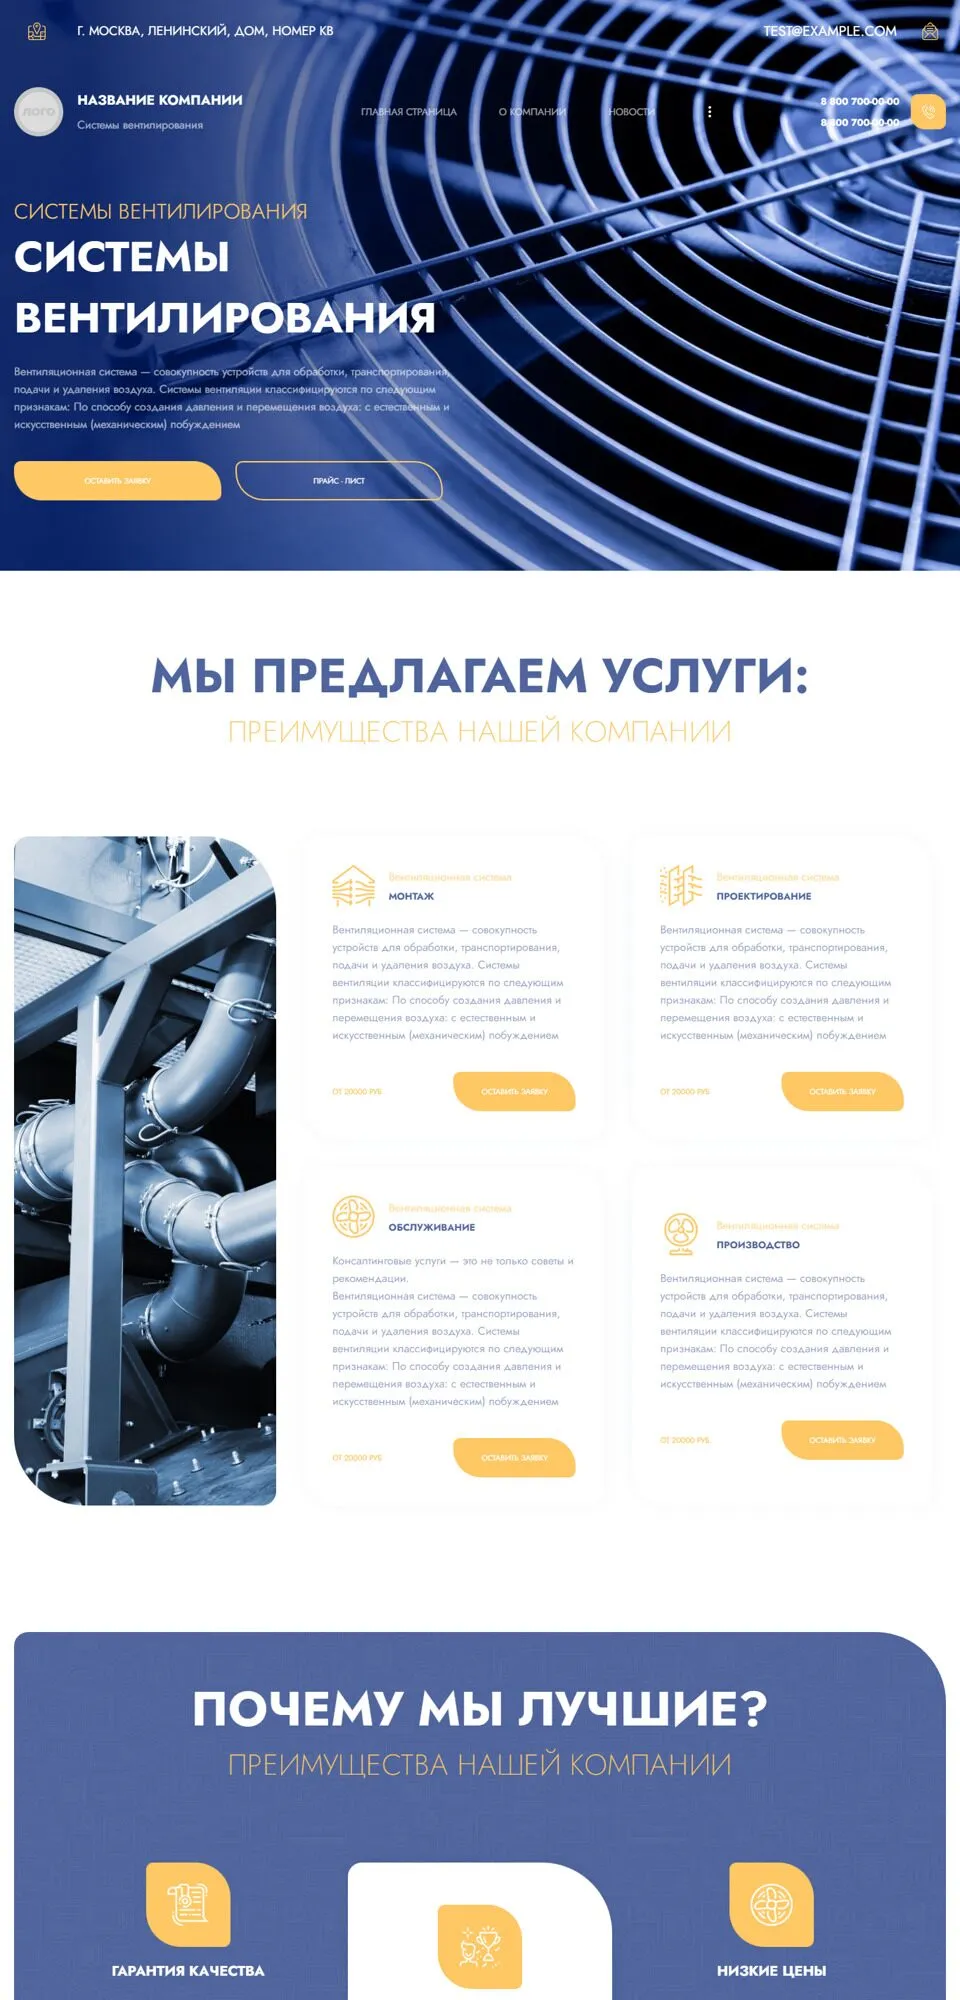 Г. МОСКВА, ЛЕНИНСКИЙ, ДОМ, НОМЕР КВ
TEST@EXAMPLE.COM
ЛОГО
НАЗВАНИЕ КОМПАНИИ
Системы вентилирования
ГЛАВНАЯ СТРАНИЦА
О КОМПАНИИ
НОВОСТИ
8 800 700-00-00
8 800 700-00-00
СИСТЕМЫ ВЕНТИЛИРОВАНИЯ
СИСТЕМЫ
ВЕНТИЛИРОВАНИЯ
Вентиляционная система — совокупность устройств для обработки, транспортирования,
подачи и удаления воздуха. Системы вентиляции классифицируются по следующим
признакам: По способу создания давления и перемещения воздуха: с естественным и
искусственным (механическим) побуждением
ОСТАВИТЬ ЗАЯВКУ
ПРАЙС - ЛИСТ
МЫ ПРЕДЛАГАЕМ УСЛУГИ:
ПРЕИМУЩЕСТВА НАШЕЙ КОМПАНИИ
Вентиляционная система
МОНТАЖ
Вентиляционная система — совокупность
устройств для обработки, транспортирования,
подачи и удаления воздуха. Системы
вентиляции классифицируются по следующим
признакам: По способу создания давления и
перемещения воздуха: с естественным и
искусственным (механическим) побуждением
ОТ 20000 РУБ
ОСТАВИТЬ ЗАЯВКУ
Вентиляционная система
ПРОЕКТИРОВАНИЕ
Вентиляционная система — совокупность
устройств для обработки, транспортирования,
подачи и удаления воздуха. Системы
вентиляции классифицируются по следующим
признакам: По способу создания давления и
перемещения воздуха: с естественным и
искусственным (механическим) побуждением
ОТ 20000 РУБ
ОСТАВИТЬ ЗАЯВКУ
Вентиляционная система
ОБСЛУЖИВАНИЕ
Консалтинговые услуги — это не только советы и
рекомендации.
Вентиляционная система — совокупность
устройств для обработки, транспортирования,
подачи и удаления воздуха. Системы
вентиляции классифицируются по следующим
признакам: По способу создания давления и
перемещения воздуха: с естественным и
искусственным (механическим) побуждением
ОТ 20000 РУБ
ОСТАВИТЬ ЗАЯВКУ
Вентиляционная система
ПРОИЗВОДСТВО
Вентиляционная система — совокупность
устройств для обработки, транспортирования,
подачи и удаления воздуха. Системы
вентиляции классифицируются по следующим
признакам: По способу создания давления и
перемещения воздуха: с естественным и
искусственным (механическим) побуждением
ОТ 20000 РУБ
ОСТАВИТЬ ЗАЯВКУ
ПОЧЕМУ МЫ ЛУЧШИЕ?
ПРЕИМУЩЕСТВА НАШЕЙ КОМПАНИИ
ГАРАНТИЯ КАЧЕСТВА
НИЗКИЕ ЦЕНЫ